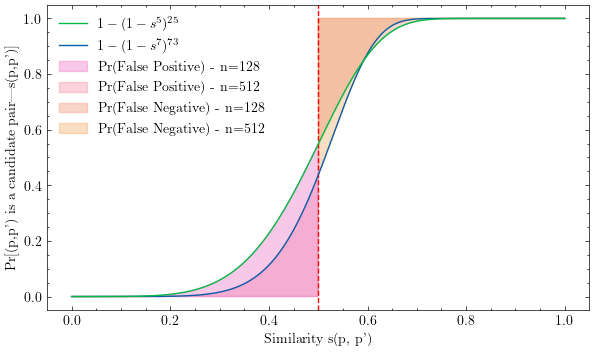 1 − (1 − s⁵)²⁵
1 − (1 − s⁷)⁷³
Pr(False Positive) - n=128
Pr(False Positive) - n=512
Pr(False Negative) - n=128
Pr(False Negative) - n=512
Pr[(p,p') is a candidate pair—s(p,p')]
1.0
0.8
0.6
0.4
0.2
0.0
0.0 0.2 0.4 0.6 0.8 1.0
Similarity s(p, p')